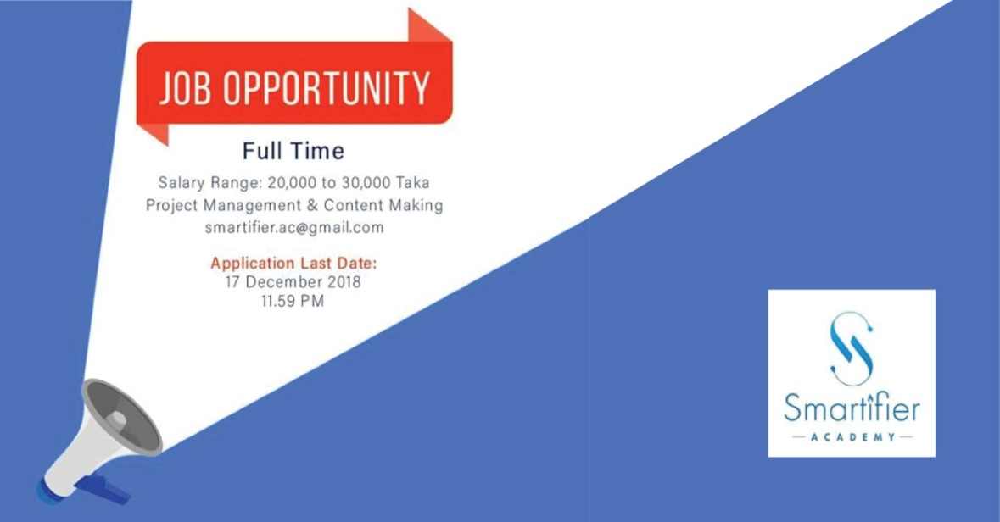 JOB OPPORTUNITY
Full Time
Salary Range: 20,000 to 30,000 Taka
Project Management & Content Making
smartifier.ac@gmail.com
Application Last Date:
17 December 2018
11.59 PM
Smartifier
ACADEMY